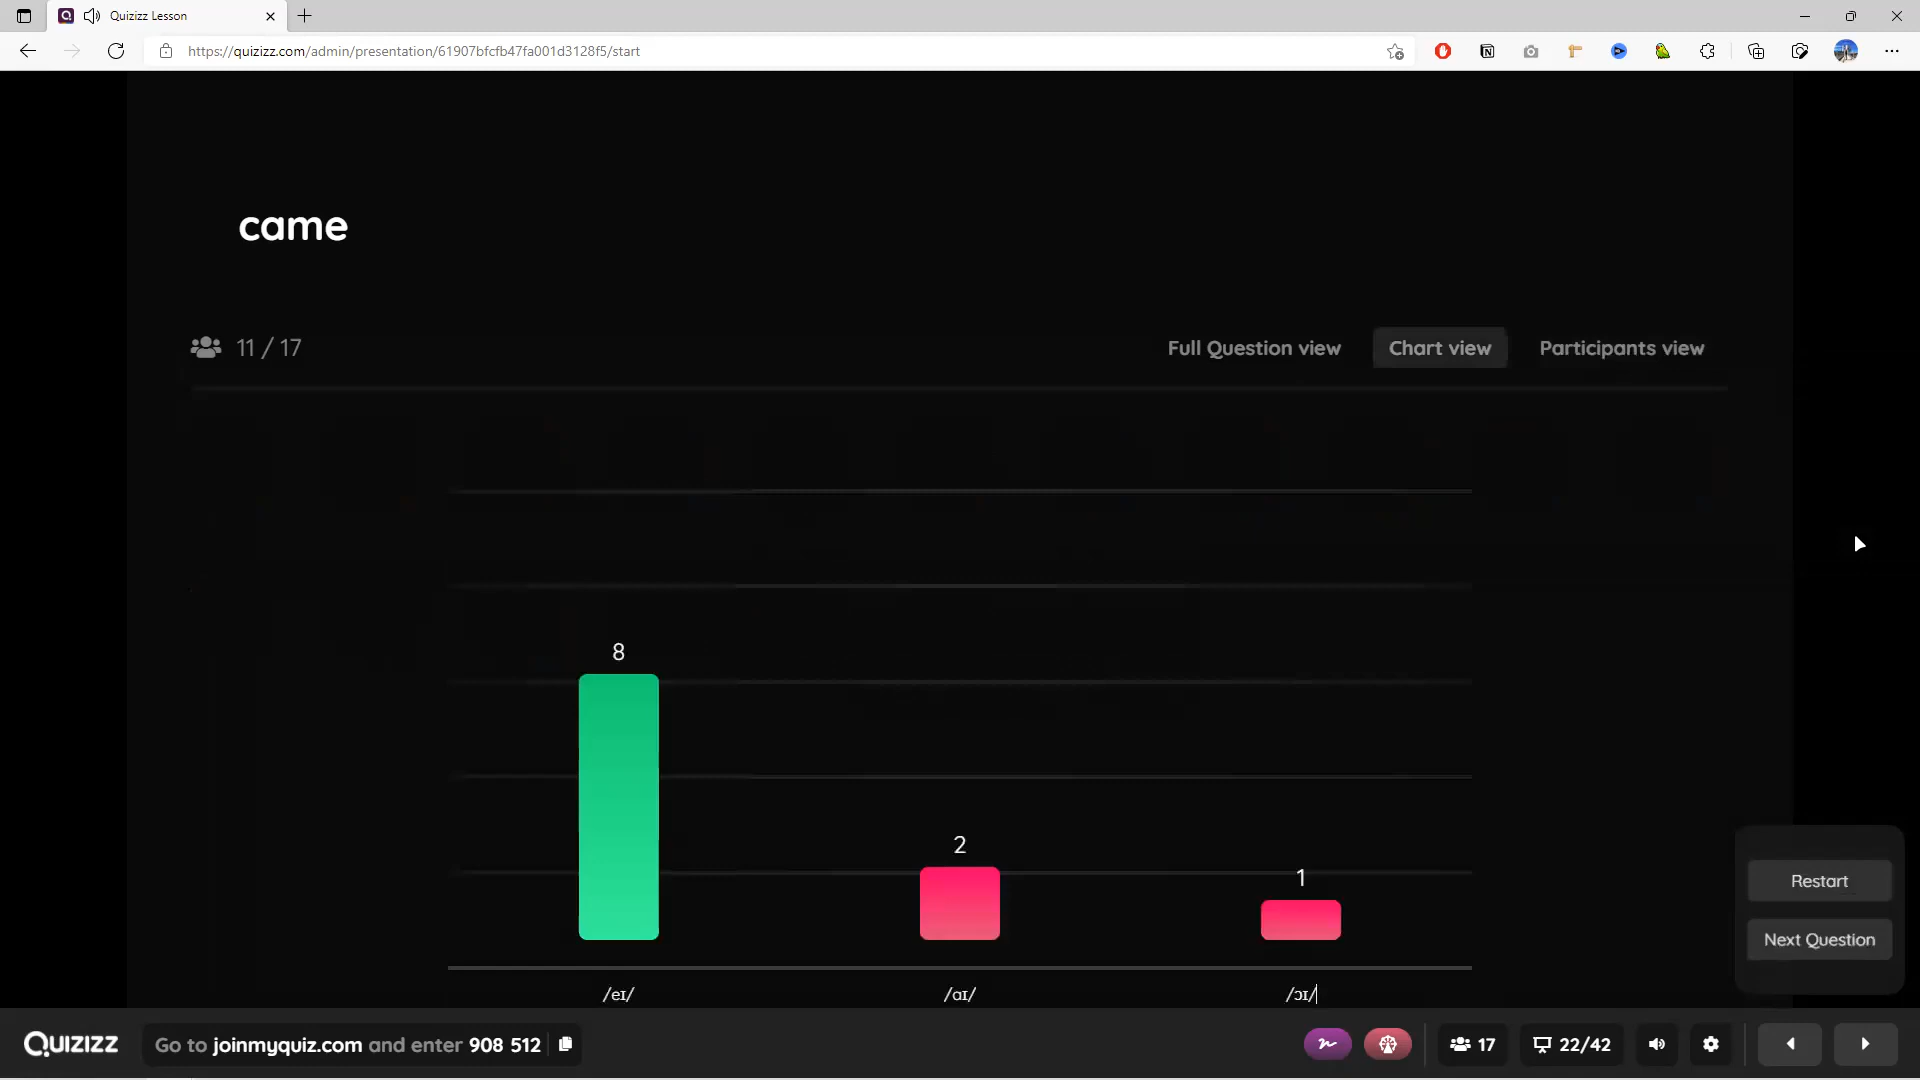 Quizizz Lesson
https://quizizz.com/admin/presentation/61907bfcfb47fa001d3128f5/start
came
11 / 17
Full Question view
Chart view
Participants view
8
2
1
/eɪ/
/aɪ/
/ɔɪ/
Restart
Next Question
Quizizz
Go to joinmyquiz.com and enter 908 512
17
22/42